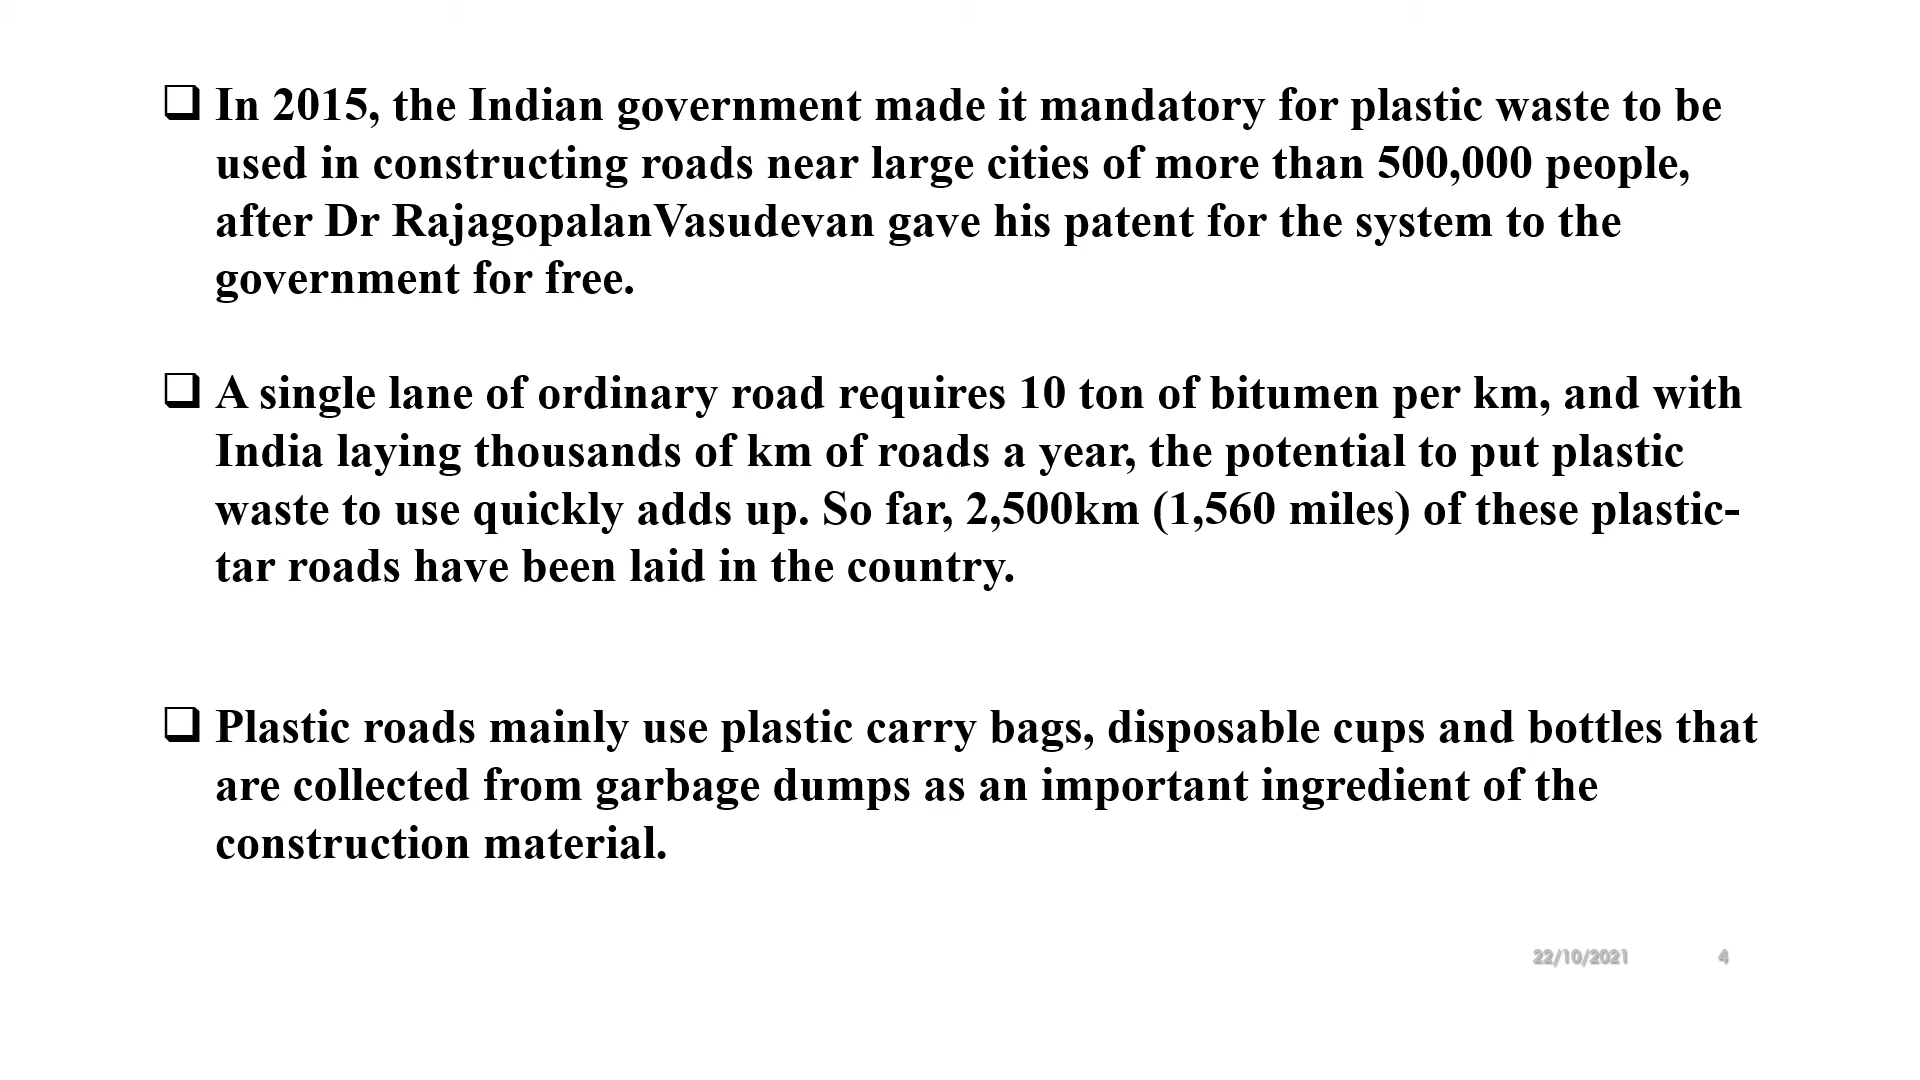 ❑ In 2015, the Indian government made it mandatory for plastic waste to be
used in constructing roads near large cities of more than 500,000 people,
after Dr RajagopalanVasudevan gave his patent for the system to the
government for free.
❑ A single lane of ordinary road requires 10 ton of bitumen per km, and with
India laying thousands of km of roads a year, the potential to put plastic
waste to use quickly adds up. So far, 2,500km (1,560 miles) of these plastic-
tar roads have been laid in the country.
❑ Plastic roads mainly use plastic carry bags, disposable cups and bottles that
are collected from garbage dumps as an important ingredient of the
construction material.
22/10/2021 4